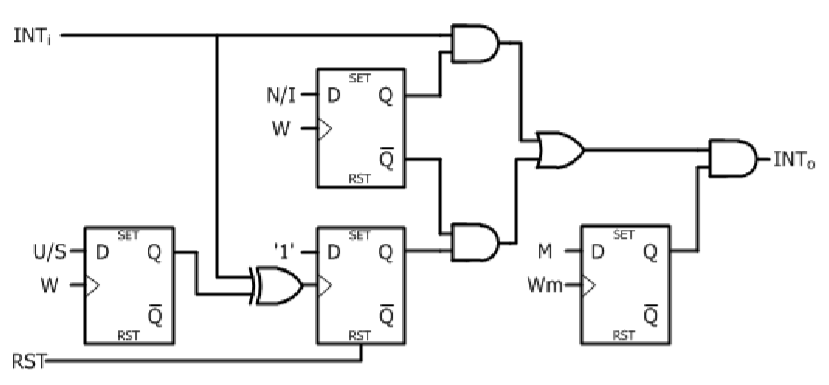 INTi
SET
N/I D Q
W
Q̅
RST
INTo
SET
U/S D Q
W
Q̅
RST
SET
'1' D Q
Q̅
RST
SET
M D Q
Wm
Q̅
RST
RST